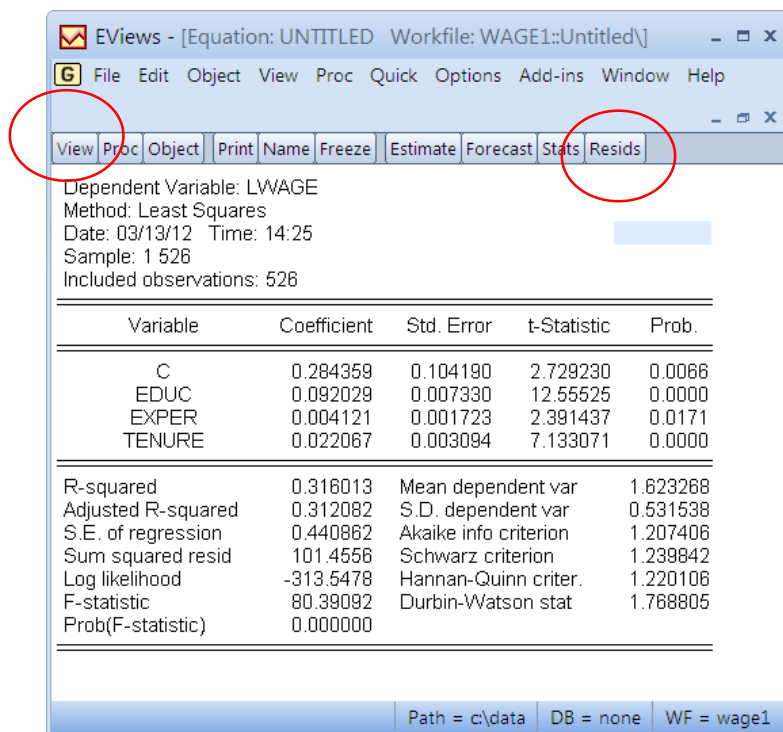 EViews - [Equation: UNTITLED Workfile: WAGE1::Untitled\]
G File Edit Object View Proc Quick Options Add-ins Window Help
View Proc Object Print Name Freeze Estimate Forecast Stats Resids
Dependent Variable: LWAGE
Method: Least Squares
Date: 03/13/12 Time: 14:25
Sample: 1 526
Included observations: 526
Variable Coefficient Std. Error t-Statistic Prob.
C 0.284359 0.104190 2.729230 0.0066
EDUC 0.092029 0.007330 12.55525 0.0000
EXPER 0.004121 0.001723 2.391437 0.0171
TENURE 0.022067 0.003094 7.133071 0.0000
R-squared 0.316013 Mean dependent var 1.623268
Adjusted R-squared 0.312082 S.D. dependent var 0.531538
S.E. of regression 0.440862 Akaike info criterion 1.207406
Sum squared resid 101.4556 Schwarz criterion 1.239842
Log likelihood -313.5478 Hannan-Quinn criter. 1.220106
F-statistic 80.39092 Durbin-Watson stat 1.768805
Prob(F-statistic) 0.000000
Path = c:\data DB = none WF = wage1